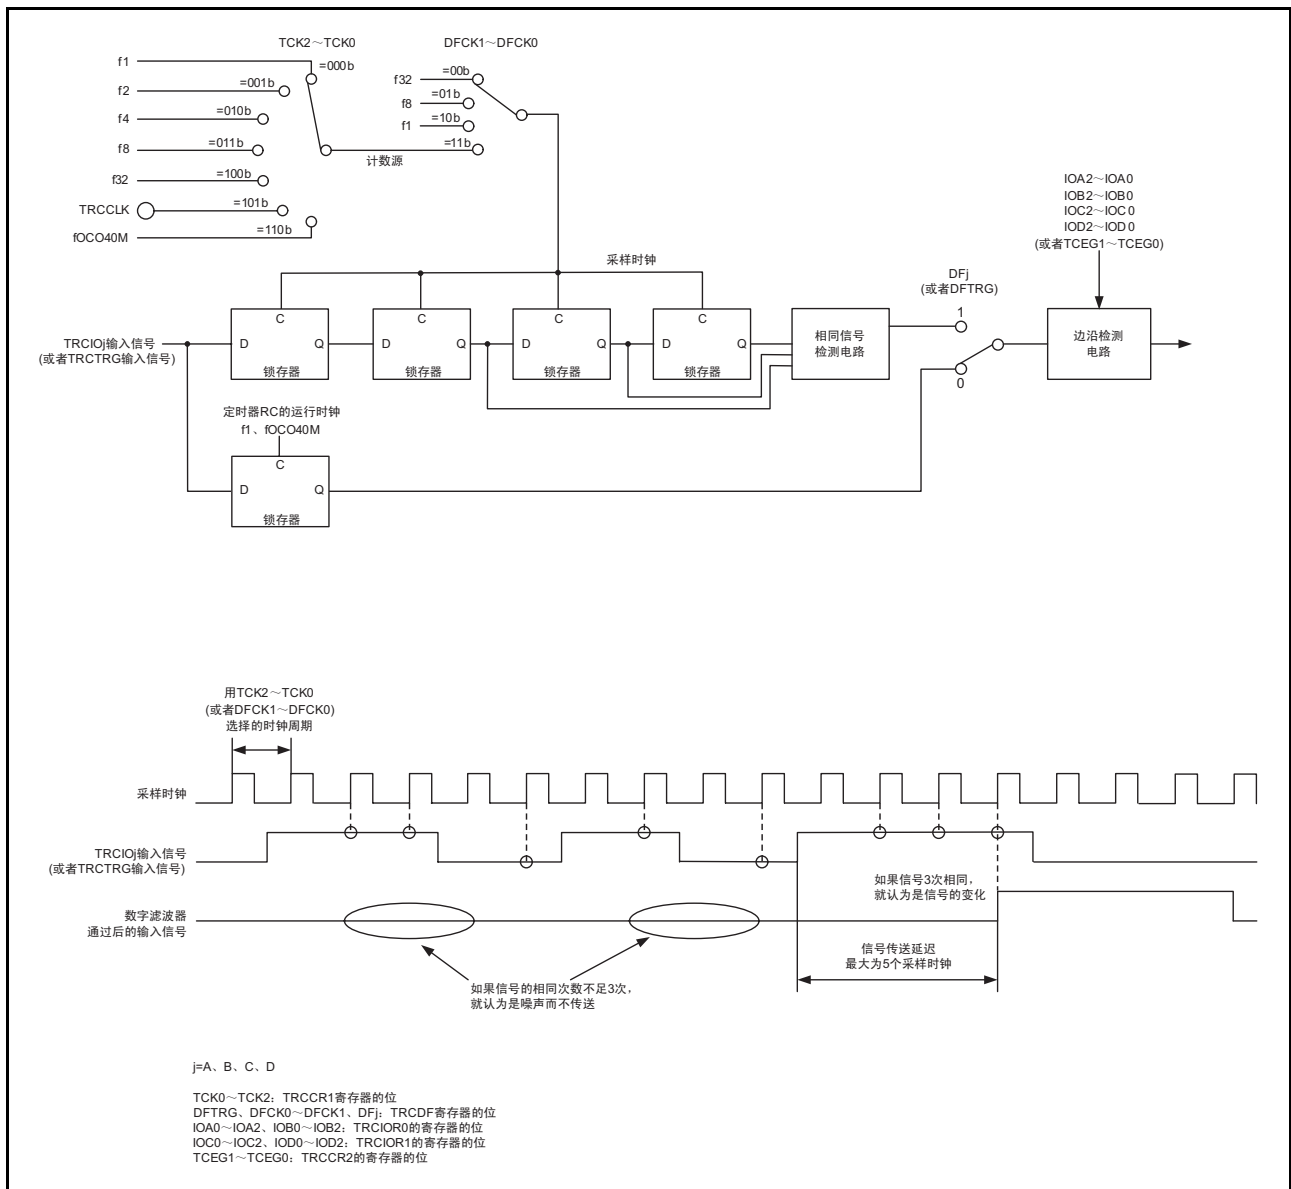 TCK2～TCK0
DFCK1～DFCK0
f1
=000b
f2
=001b
f4
=010b
f8
=011b
f32
=100b
TRCCLK
=101b
fOCO40M
=110b
f32
=00b
f8
=01b
f1
=10b
=11b
计数源
IOA2～IOA0
IOB2～IOB0
IOC2～IOC0
IOD2～IOD0
(或者TCEG1～TCEG0)
采样时钟
TRCIOj输入信号
(或者TRCTRG输入信号)
C
D
Q
锁存器
C
D
Q
锁存器
C
D
Q
锁存器
C
D
Q
锁存器
相同信号
检测电路
DFj
(或者DFTRG)
1
0
边沿检测
电路
定时器RC的运行时钟
f1、fOCO40M
C
D
Q
锁存器
用TCK2～TCK0
(或者DFCK1～DFCK0)
选择的时钟周期
采样时钟
TRCIOj输入信号
(或者TRCTRG输入信号)
如果信号3次相同，
就认为是信号的变化
数字滤波器
通过后的输入信号
信号传送延迟
最大为5个采样时钟
如果信号的相同次数不足3次，
就认为是噪声而不传送
j=A、B、C、D
TCK0～TCK2：TRCCR1寄存器的位
DFTRG、DFCK0～DFCK1、DFj：TRCDF寄存器的位
IOA0～IOA2、IOB0～IOB2：TRCIOR0的寄存器的位
IOC0～IOC2、IOD0～IOD2：TRCIOR1的寄存器的位
TCEG1～TCEG0：TRCCR2的寄存器的位